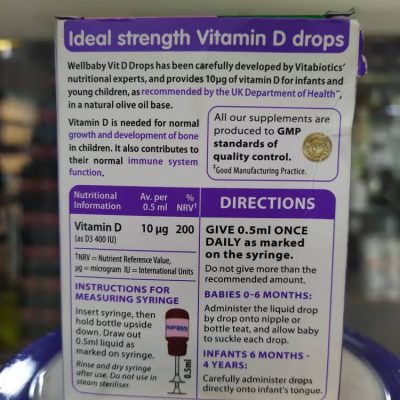 Ideal strength Vitamin D drops
Wellbaby Vit D Drops has been carefully developed by Vitabiotics'
nutritional experts, and provides 10µg of vitamin D for infants and
young children, as recommended by the UK Department of Health",
in a natural olive oil base.
Vitamin D is needed for normal
growth and development of bone
in children. It also contributes to
their normal immune system
function.
All our supplements are
produced to GMP‡
standards of
quality control.
‡Good Manufacturing Practice.
Nutritional
Information
Av. per
0.5 ml
%
NRV†
Vitamin D
(as D3 400 IU)
10 µg
200
†NRV = Nutrient Reference Value,
µg = microgram IU = International Units
INSTRUCTIONS FOR
MEASURING SYRINGE
Insert syringe, then
hold bottle upside
down. Draw out
0.5ml liquid as
marked on syringe.
Rinse and dry syringe
after use. Do not use in
steam steriliser.
0.5ml
DIRECTIONS
GIVE 0.5ml ONCE
DAILY as marked
on the syringe.
Do not give more than the
recommended amount.
BABIES 0-6 MONTHS:
Administer the liquid drop
by drop onto nipple or
bottle teat, and allow baby
to suckle each drop.
INFANTS 6 MONTHS -
4 YEARS:
Carefully administer drops
directly onto infant's tongue.